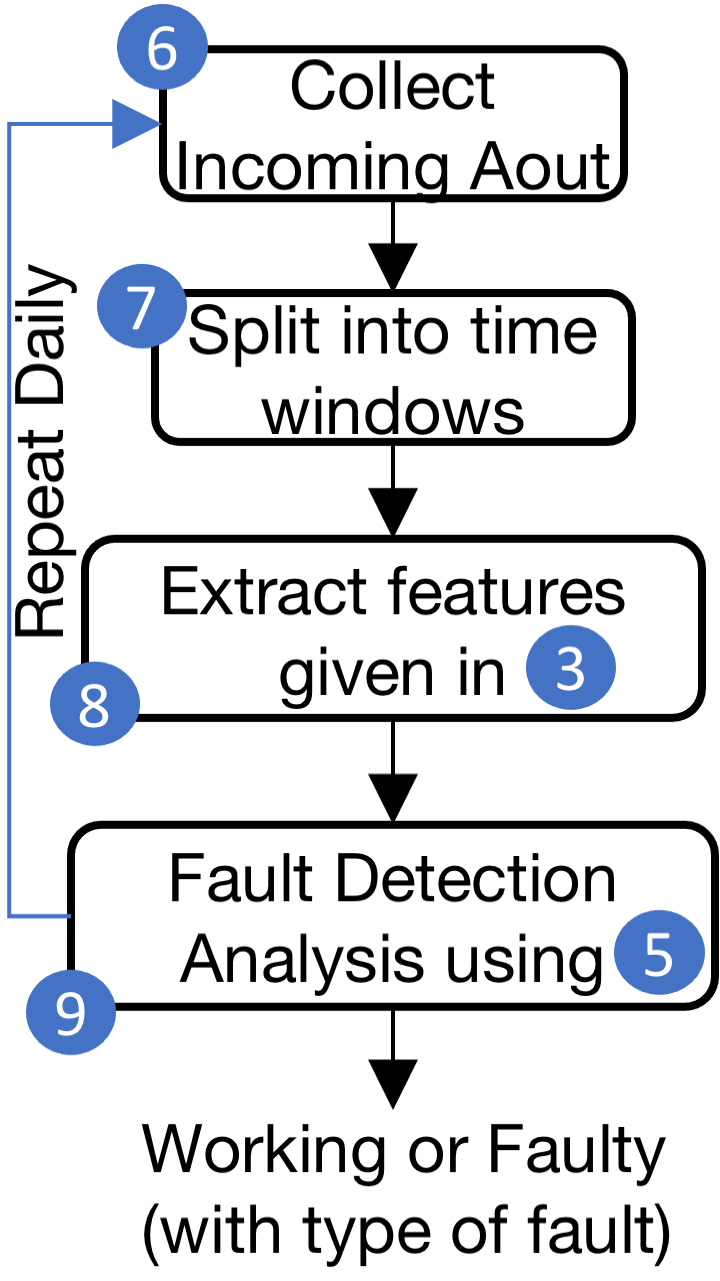 6
Collect
Incoming Aout
7
Split into time
windows
Repeat Daily
Extract features
given in 3
8
Fault Detection
Analysis using 5
9
Working or Faulty
(with type of fault)